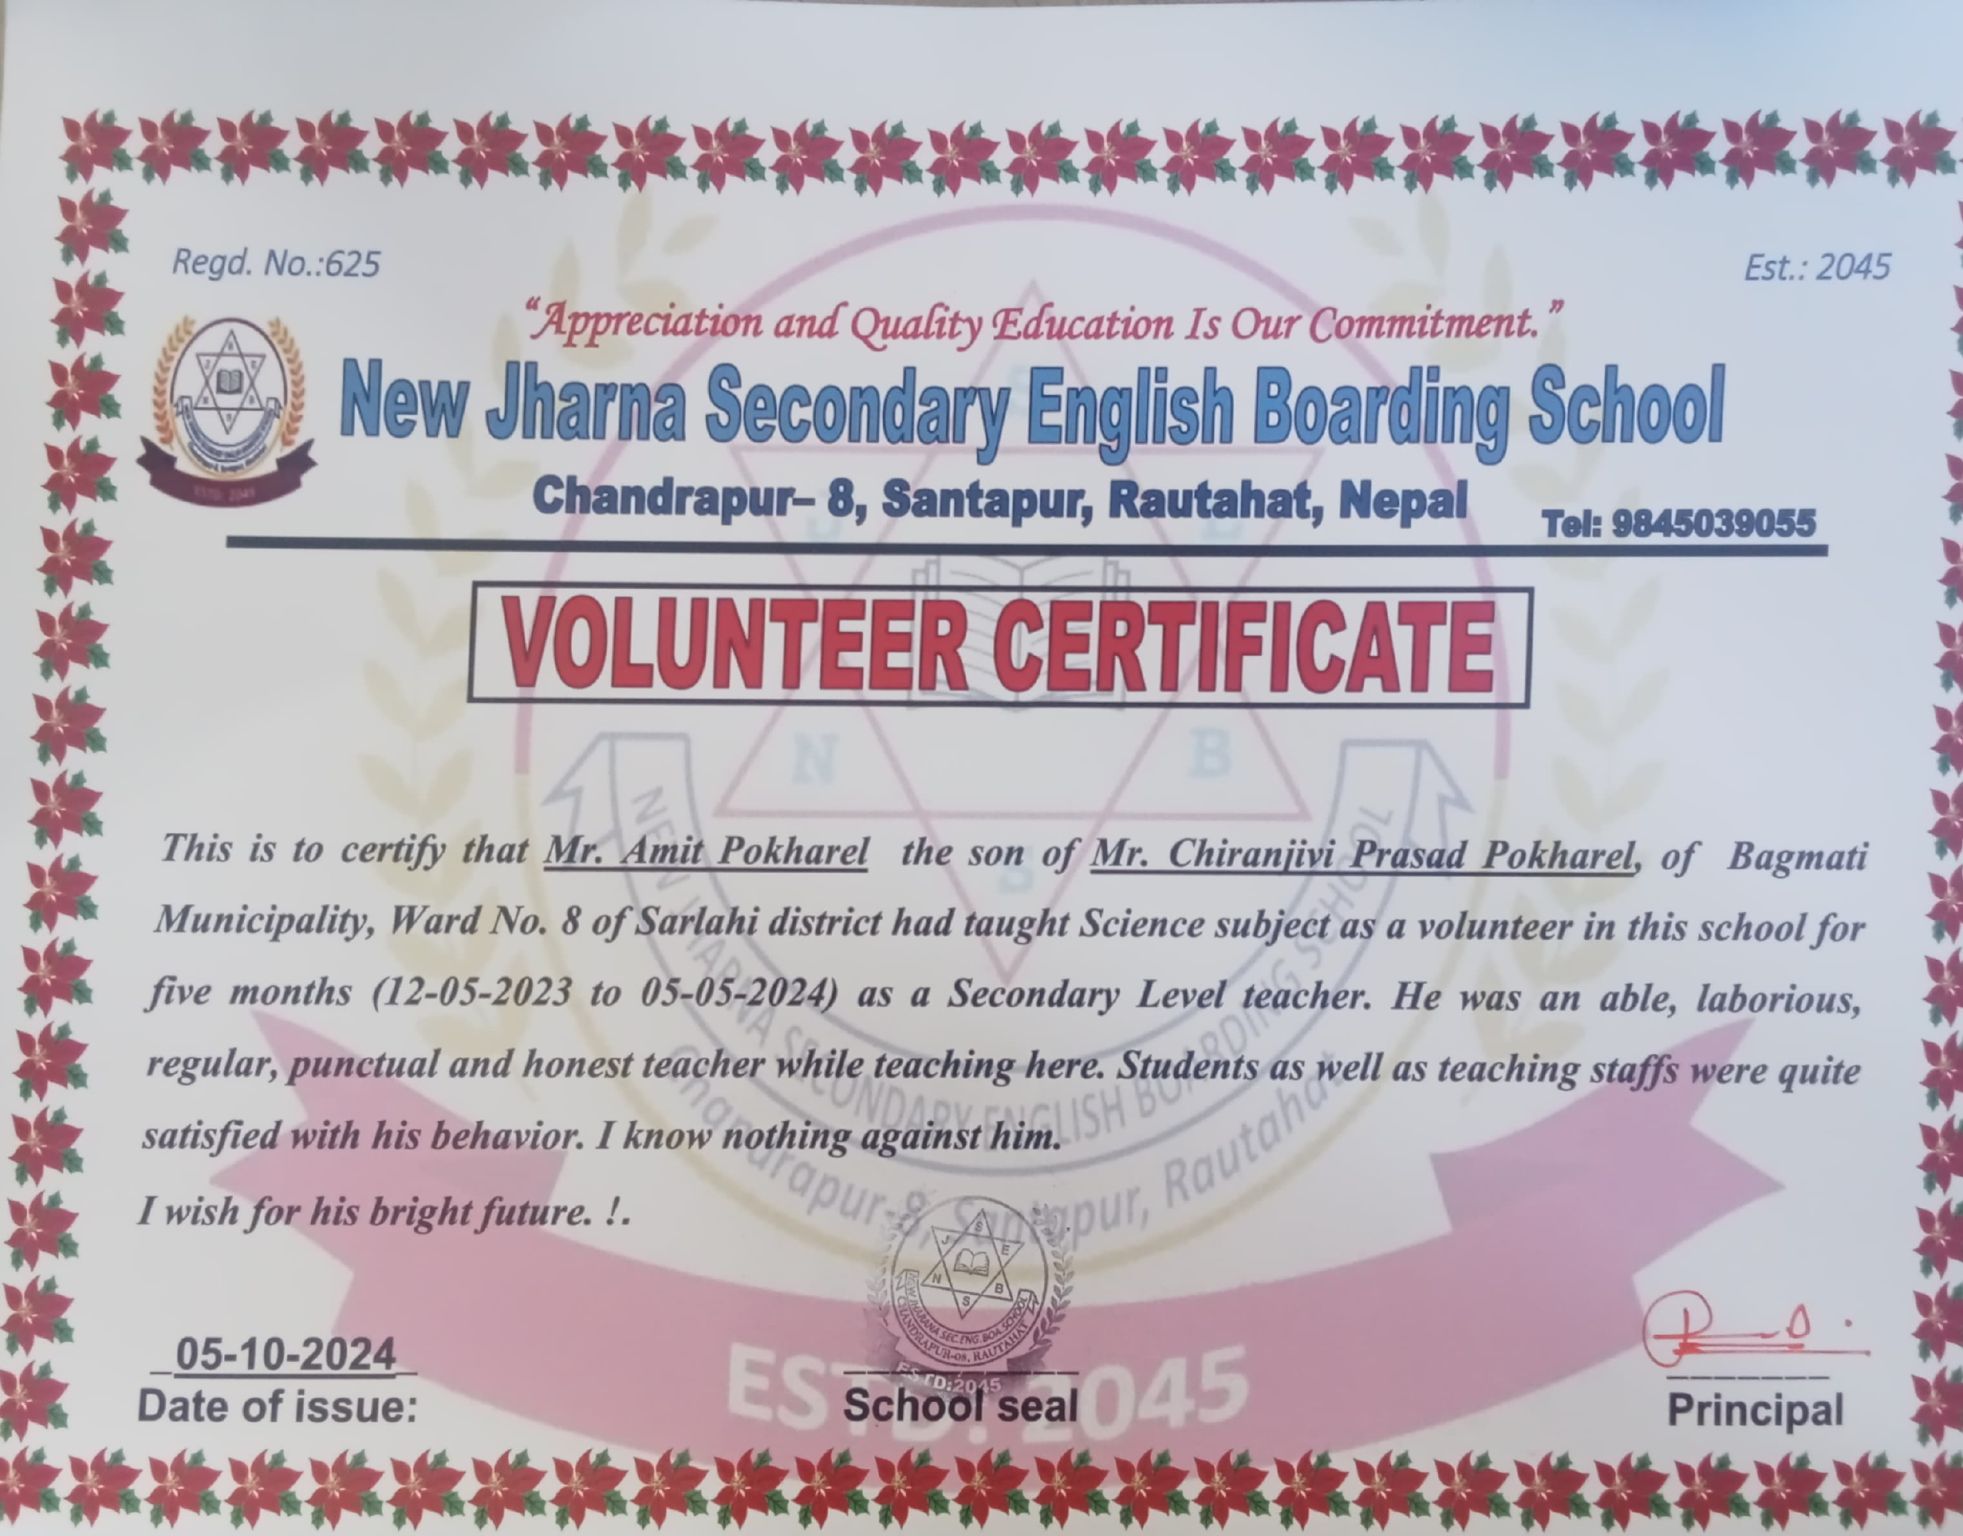 Regd. No.:625
Est.: 2045
“Appreciation and Quality Education Is Our Commitment.”
New Jharna Secondary English Boarding School
Chandrapur– 8, Santapur, Rautahat, Nepal
Tel: 9845039055
ESTD: 2045
VOLUNTEER CERTIFICATE
This is to certify that Mr. Amit Pokharel the son of Mr. Chiranjivi Prasad Pokharel, of Bagmati
Municipality, Ward No. 8 of Sarlahi district had taught Science subject as a volunteer in this school for
five months (12-05-2023 to 05-05-2024) as a Secondary Level teacher. He was an able, laborious,
regular, punctual and honest teacher while teaching here. Students as well as teaching staffs were quite
satisfied with his behavior. I know nothing against him.
I wish for his bright future. !.
J E
N B
S
NEW JHARNA SECONDARY ENGLISH BOARDING SCHOOL
Chandrapur-8, Santapur, Rautahat
ESTD: 2045
S
J E
N B
S
NEW JHARNA SEC.ENG.BOA.SCHOOL
CHANDRAPUR-08, RAUTAHAT
ESTD:2045
05-10-2024
Date of issue:
School seal
Principal